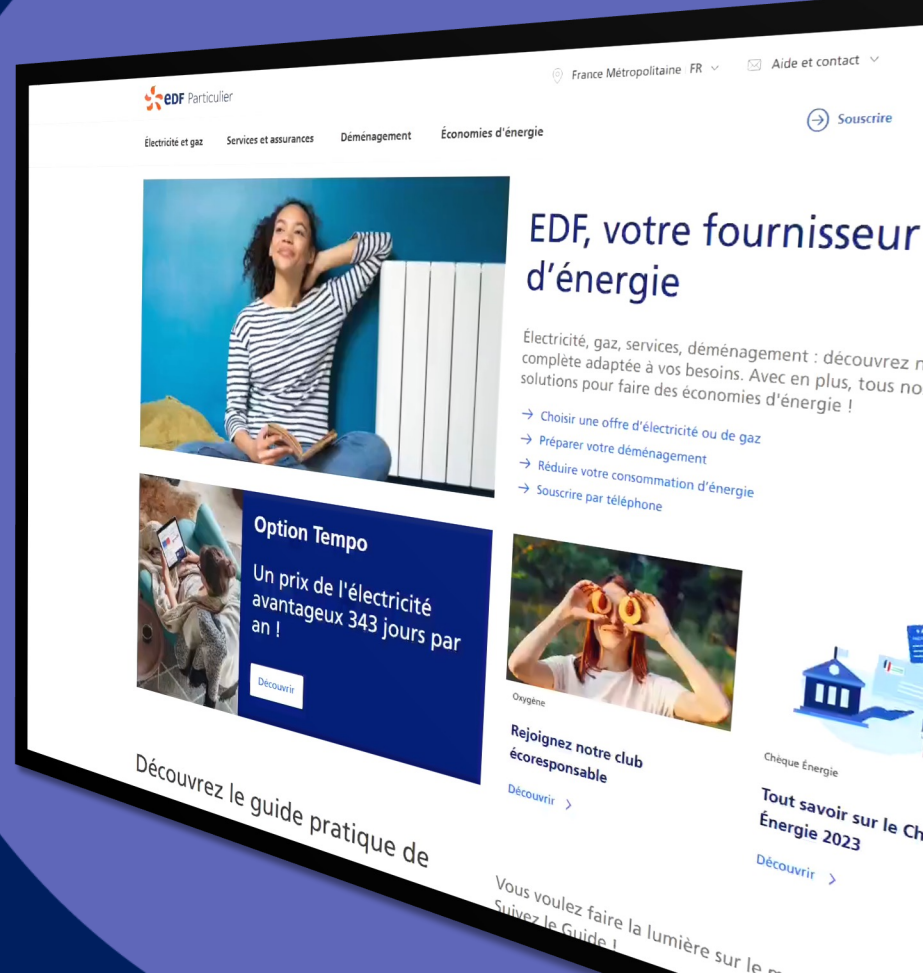 edF Particulier
France Métropolitaine FR
Aide et contact
Électricité et gaz
Services et assurances
Déménagement
Économies d'énergie
Souscrire
EDF, votre fournisseur
d'énergie
Électricité, gaz, services, déménagement : découvrez
complète adaptée à vos besoins. Avec en plus, tous
solutions pour faire des économies d'énergie !
→ Choisir une offre d'électricité ou de gaz
→ Préparer votre déménagement
→ Réduire votre consommation d'énergie
→ Souscrire par téléphone
Option Tempo
Un prix de l'électricité
avantageux 343 jours par
an !
Découvrir
Oxygène
Rejoignez notre club
écoresponsable
Découvrir >
Chèque Énergie
Tout savoir sur le
Énergie 2023
Découvrir >
Découvrez le guide pratique de
Vous voulez faire la lumière sur le
Suivez le Guide !